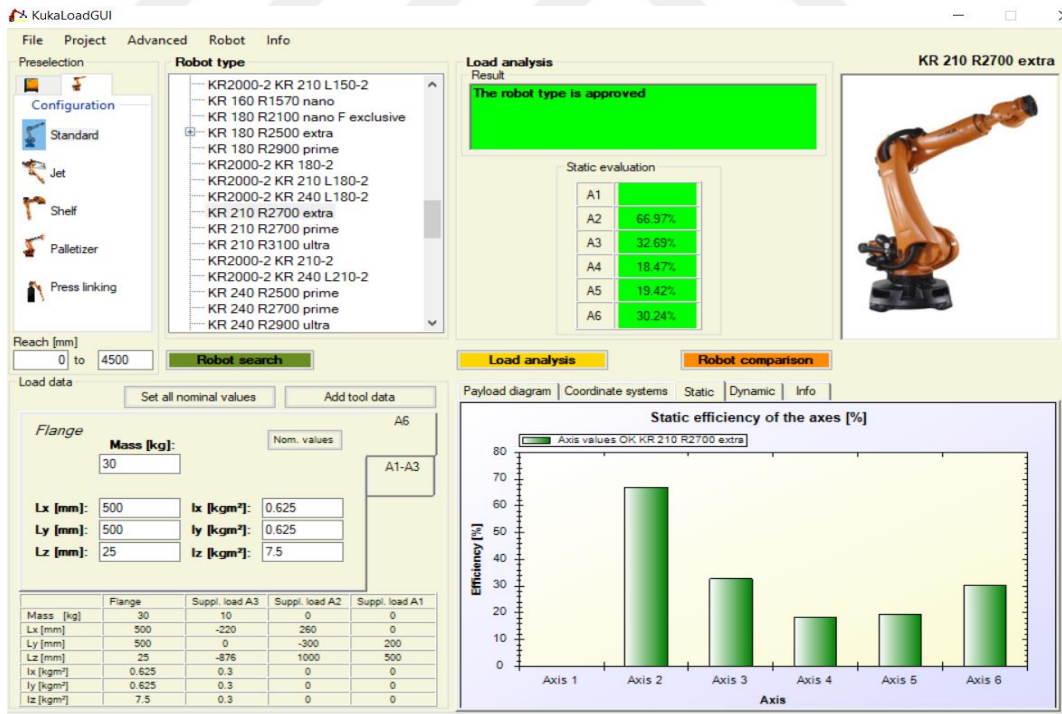 KukaLoadGUI
File Project Advanced Robot Info
Preselection
Configuration
Standard
Jet
Shelf
Palletizer
Press linking
Reach [mm]
0 to 4500
Robot type
KR2000-2 KR 210 L150-2
KR 160 R1570 nano
KR 180 R2100 nano F exclusive
KR 180 R2500 extra
KR 180 R2900 prime
KR2000-2 KR 180-2
KR2000-2 KR 210 L180-2
KR2000-2 KR 240 L180-2
KR 210 R2700 extra
KR 210 R2700 prime
KR 210 R3100 ultra
KR2000-2 KR 210-2
KR2000-2 KR 240 L210-2
KR 240 R2500 prime
KR 240 R2700 prime
KR 240 R2900 ultra
Robot search
Load analysis
Result
The robot type is approved
Static evaluation
A1
A2 66.97%
A3 32.69%
A4 18.47%
A5 19.42%
A6 30.24%
KR 210 R2700 extra
Load analysis
Robot comparison
Load data
Set all nominal values
Add tool data
Flange
Mass [kg]:
30
Nom. values
A6
A1-A3
Lx [mm]: 500 Ix [kgm²]: 0.625
Ly [mm]: 500 Iy [kgm²]: 0.625
Lz [mm]: 25 Iz [kgm²]: 7.5
Flange Suppl. load A3 Suppl. load A2 Suppl. load A1
Mass [kg] 30 10 0 0
Lx [mm] 500 -220 260 0
Ly [mm] 500 0 -300 200
Lz [mm] 25 -876 1000 500
Ix [kgm²] 0.625 0.3 0 0
Iy [kgm²] 0.625 0.3 0 0
Iz [kgm²] 7.5 0.3 0 0
Payload diagram Coordinate systems Static Dynamic Info
Static efficiency of the axes [%]
Axis values OK KR 210 R2700 extra
Efficiency [%]
80
70
60
50
40
30
20
10
0
Axis 1 Axis 2 Axis 3 Axis 4 Axis 5 Axis 6
Axis